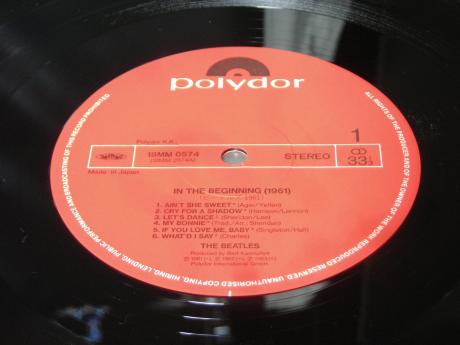 polydor
Polydor K.K.,
18MM 0574
(18MM 0574A)
Made in Japan
STEREO
1
33⅓
IN THE BEGINNING (1961)
1. AIN'T SHE SWEET* (Ager/Yellen)
2. CRY FOR A SHADOW* (Harrison/Lennon)
3. LET'S DANCE* (Sheridan/Lee)
4. MY BONNIE* (Trad./Arr.: Sheridan)
5. IF YOU LOVE ME, BABY* (Singleton/Hall)
6. WHAT'D I SAY* (Charles)
THE BEATLES
Produced by Bert Kaempfert
Polydor International GmbH
ALL RIGHTS OF THE PRODUCER AND OF THE OWNER OF THE WORK REPRODUCED RESERVED. UNAUTHORISED COPYING, HIRING, LENDING, PUBLIC PERFORMANCE AND BROADCASTING OF THIS RECORD PROHIBITED.